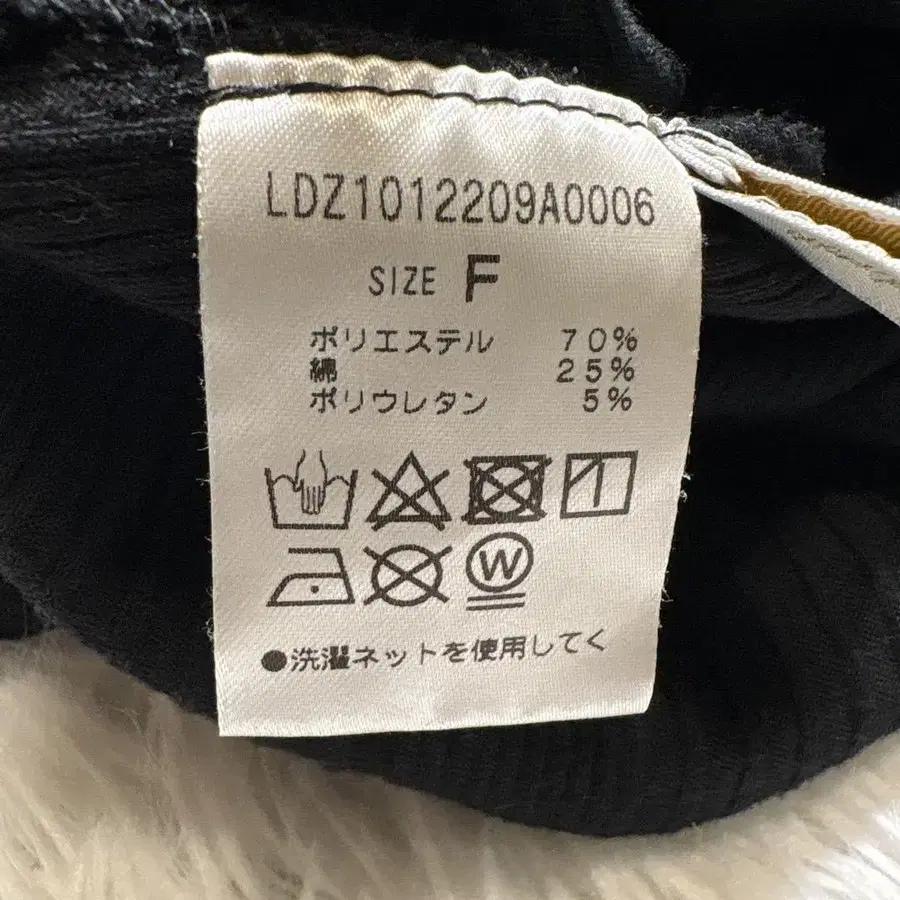 LDZ1012209A0006
SIZE F
ポリエステル 70%
綿 25%
ポリウレタン 5%
W
●洗濯ネットを使用してく